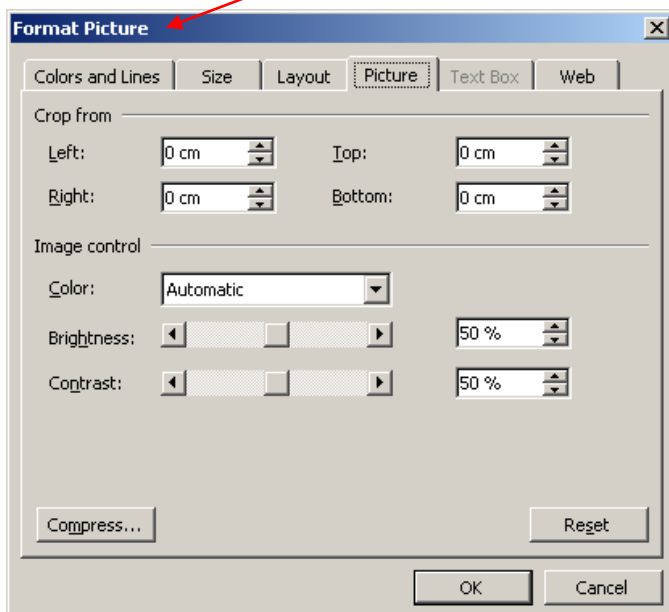 Format Picture
Colors and Lines Size Layout Picture Text Box Web
Crop from
Left: 0 cm Top: 0 cm
Right: 0 cm Bottom: 0 cm
Image control
Color: Automatic
Brightness: 50 %
Contrast: 50 %
Compress... Reset
OK Cancel